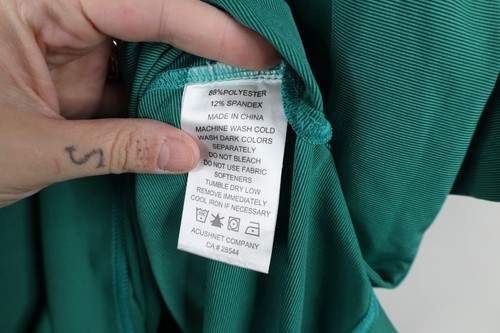 88%POLYESTER
12% SPANDEX
MADE IN CHINA
MACHINE WASH COLD
WASH DARK COLORS
SEPARATELY
DO NOT BLEACH
DO NOT USE FABRIC
SOFTENERS
TUMBLE DRY LOW
REMOVE IMMEDIATELY
COOL IRON IF NECESSARY
ACUSHNET COMPANY
CA # 28544